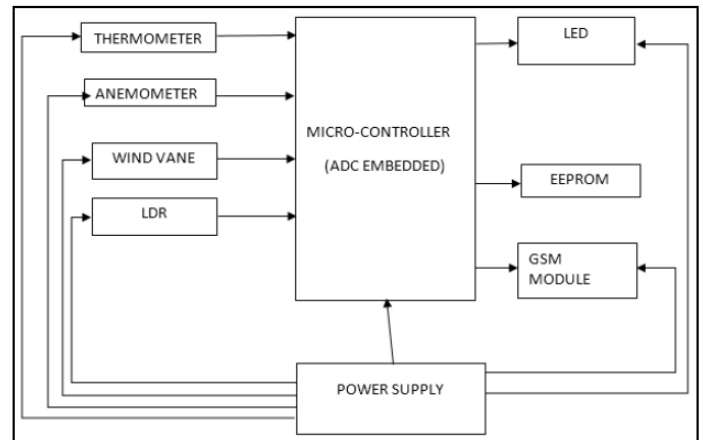 THERMOMETER
ANEMOMETER
WIND VANE
LDR
MICRO-CONTROLLER
(ADC EMBEDDED)
LED
EEPROM
GSM
MODULE
POWER SUPPLY